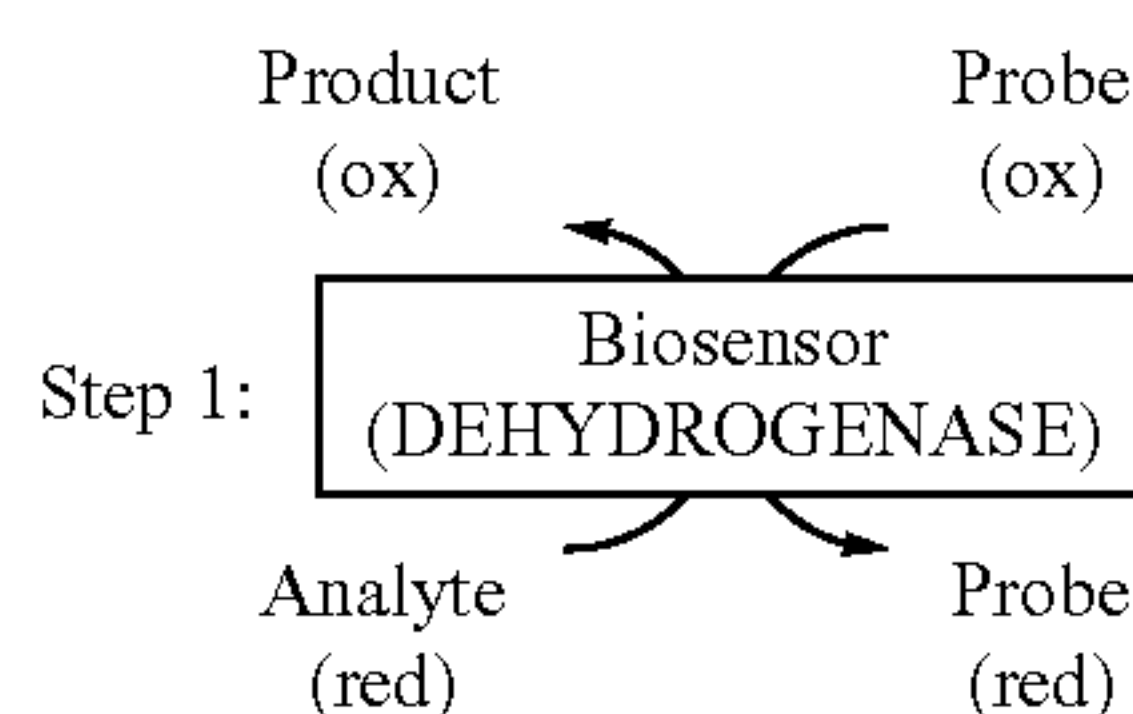 Product Probe
(ox) (ox)
Biosensor
Step 1:
(DEHYDROGENASE)
Analyte Probe
(red) (red)